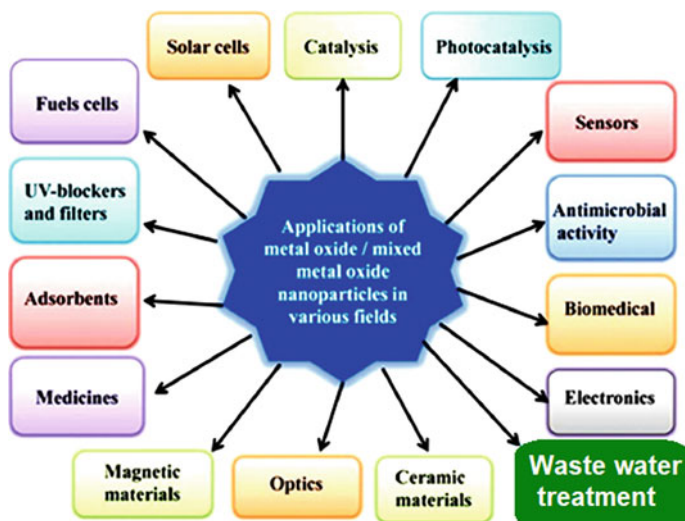 Solar cells
Catalysis
Photocatalysis
Fuels cells
Sensors
UV-blockers
and filters
Antimicrobial
activity
Applications of
metal oxide / mixed
metal oxide
nanoparticles in
various fields
Adsorbents
Biomedical
Medicines
Electronics
Magnetic
materials
Optics
Ceramic
materials
Waste water
treatment